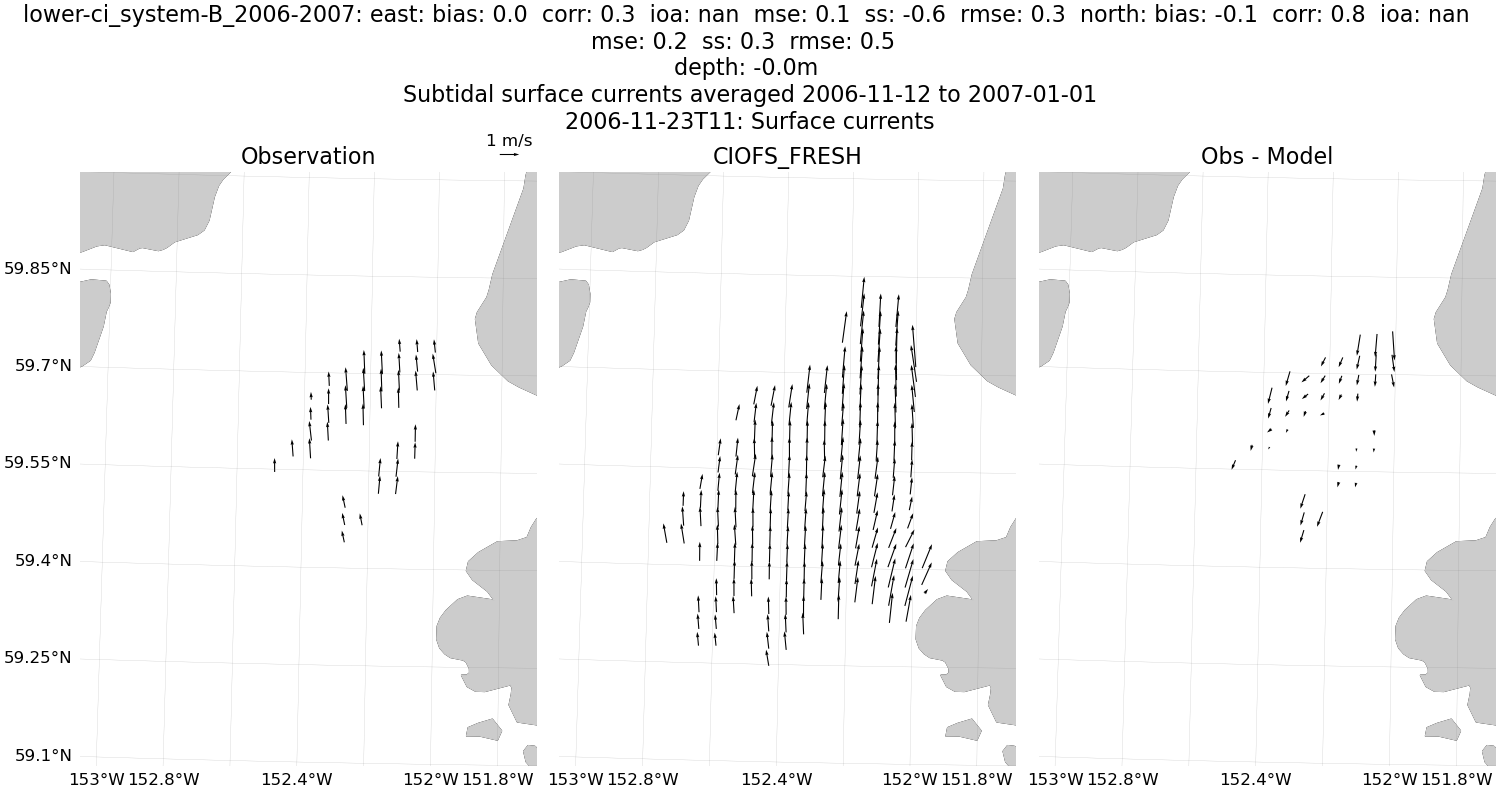 lower-ci_system-B_2006-2007: east: bias: 0.0  corr: 0.3  ioa: nan  mse: 0.1  ss: -0.6  rmse: 0.3  north: bias: -0.1  corr: 0.8  ioa: nan
mse: 0.2  ss: 0.3  rmse: 0.5
depth: -0.0m
Subtidal surface currents averaged 2006-11-12 to 2007-01-01
2006-11-23T11: Surface currents
1 m/s
Observation
CIOFS_FRESH
Obs - Model
59.85°N
59.7°N
59.55°N
59.4°N
59.25°N
59.1°N
153°W 152.8°W 152.4°W 152°W 151.8°W
153°W 152.8°W 152.4°W 152°W 151.8°W
153°W 152.8°W 152.4°W 152°W 151.8°W